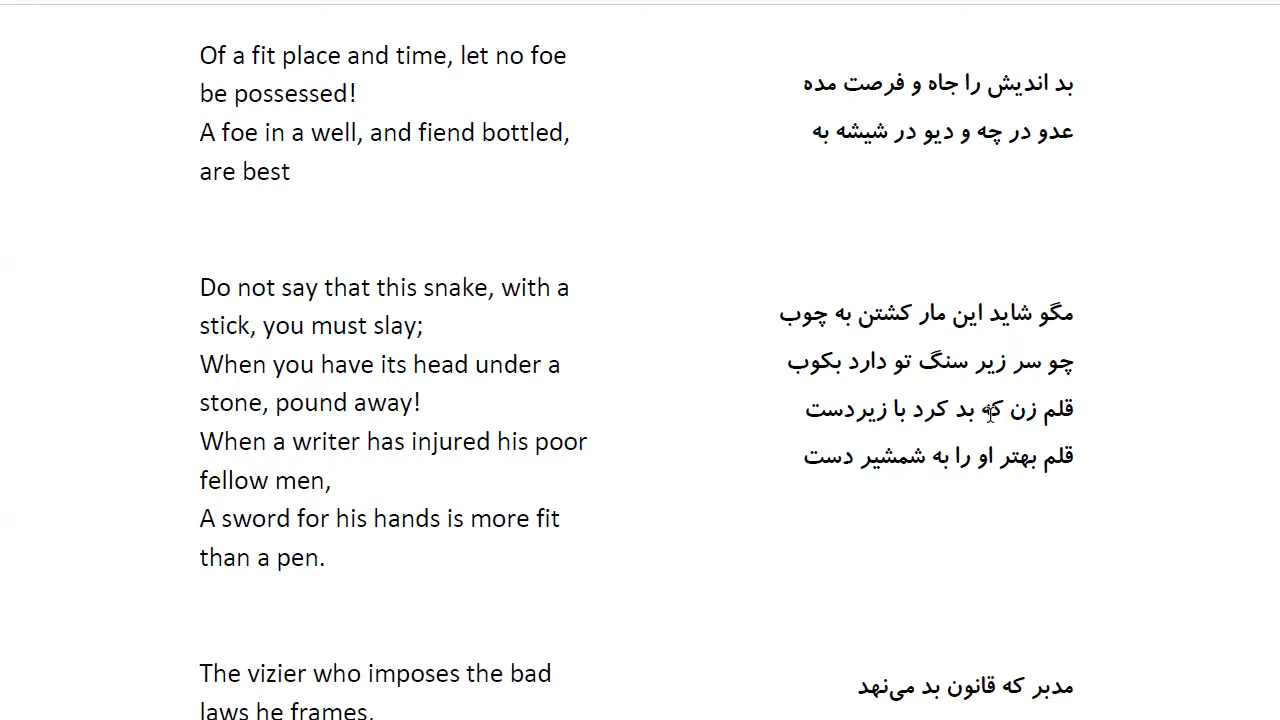 Of a fit place and time, let no foe
be possessed!
A foe in a well, and fiend bottled,
are best
بد اندیش را جاه و فرصت مده
عدو در چه و دیو در شیشه به
Do not say that this snake, with a
stick, you must slay;
When you have its head under a
stone, pound away!
When a writer has injured his poor
fellow men,
A sword for his hands is more fit
than a pen.
مگو شاید این مار کشتن به چوب
چو سر زیر سنگ تو دارد بکوب
قلم زن که بد کرد با زیردست
قلم بهتر او را به شمشیر دست
The vizier who imposes the bad
laws he frames,
مدبر که قانون بد می‌نهد